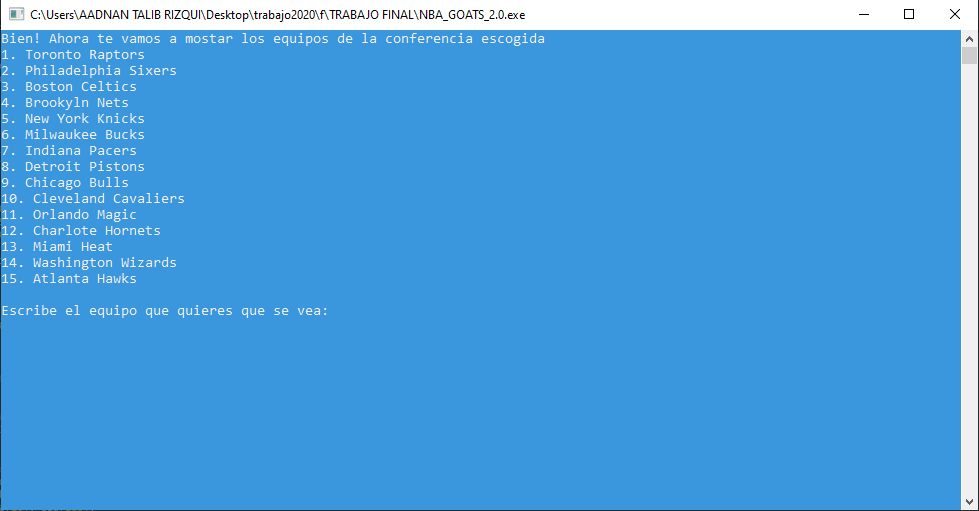 C:\Users\AADNAN TALIB RIZQUI\Desktop\trabajo2020\f\TRABAJO FINAL\NBA_GOATS_2.0.exe
Bien! Ahora te vamos a mostar los equipos de la conferencia escogida
1. Toronto Raptors
2. Philadelphia Sixers
3. Boston Celtics
4. Brookyln Nets
5. New York Knicks
6. Milwaukee Bucks
7. Indiana Pacers
8. Detroit Pistons
9. Chicago Bulls
10. Cleveland Cavaliers
11. Orlando Magic
12. Charlote Hornets
13. Miami Heat
14. Washington Wizards
15. Atlanta Hawks
Escribe el equipo que quieres que se vea: